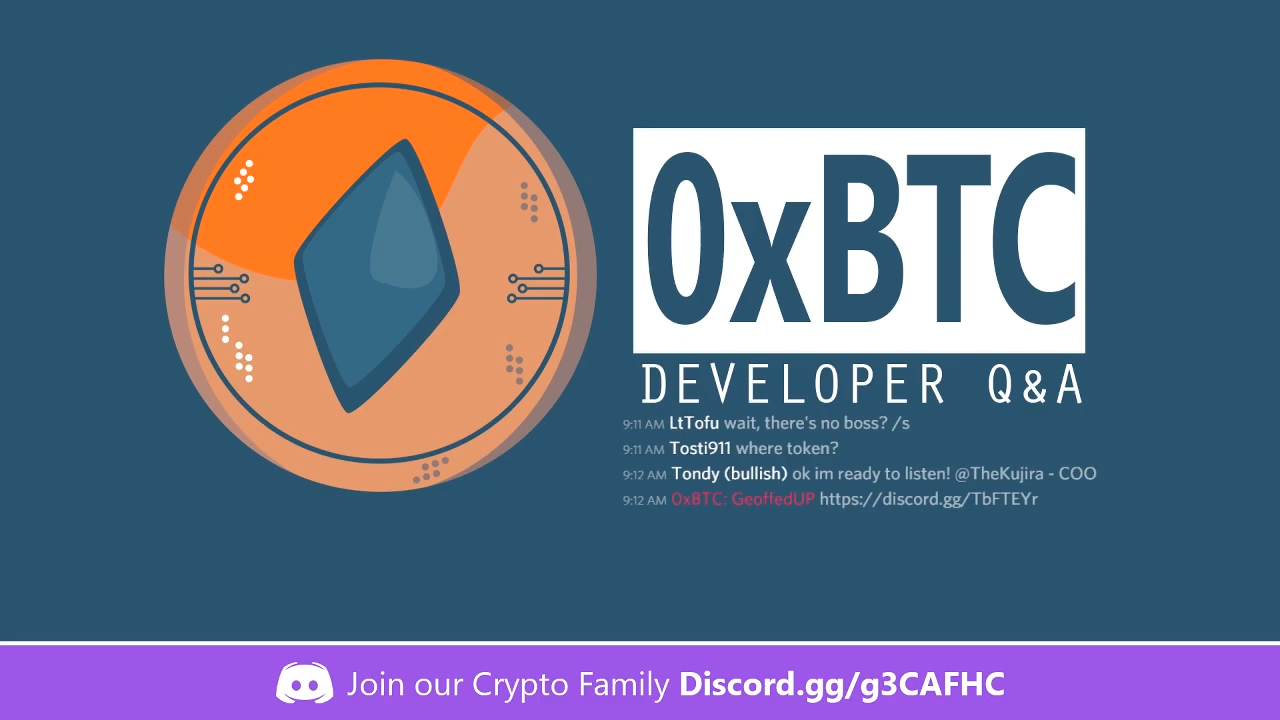 0xBTC
DEVELOPER Q&A
9:11 AM LtTofu wait, there's no boss? /s
9:11 AM Tosti911 where token?
9:12 AM Tondy (bullish) ok im ready to listen! @TheKujira - COO
9:12 AM 0xBTC: GeoffedUP https://discord.gg/TbFTEYr
Join our Crypto Family Discord.gg/g3CAFHC